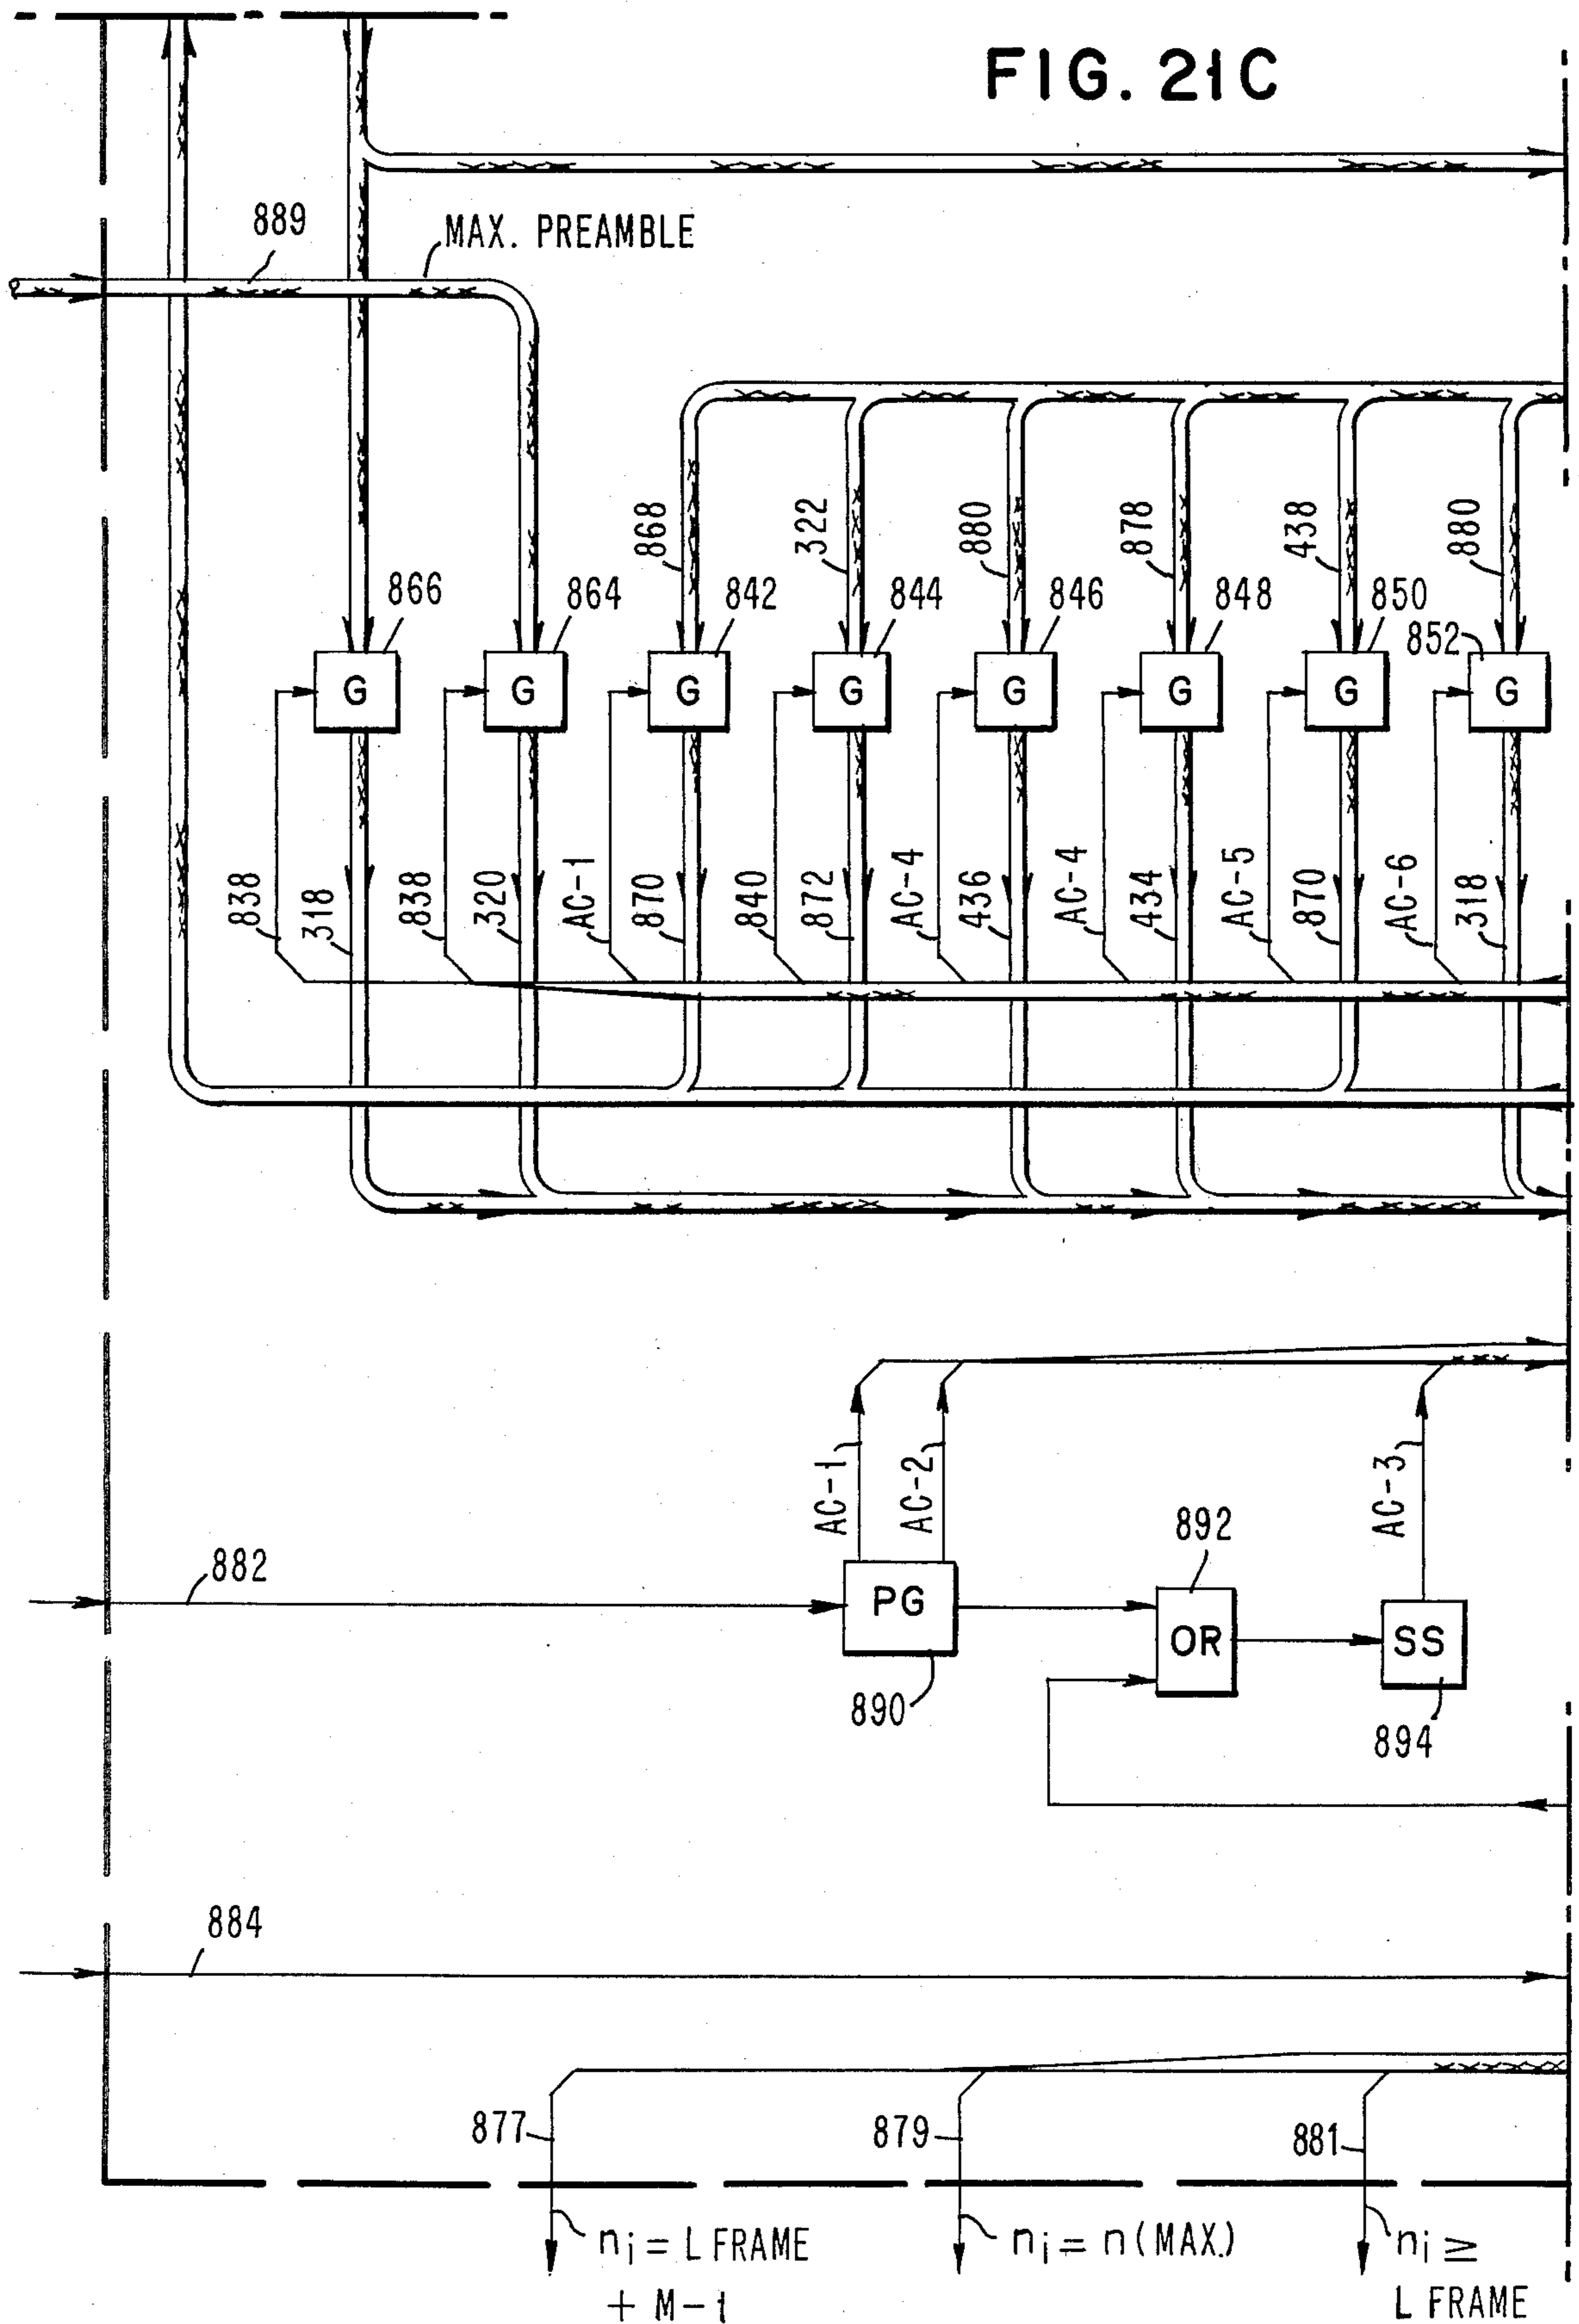 FIG. 21C
889
MAX. PREAMBLE
868
322
880
878
438
880
866
864
842
844
846
848
850
852
G
G
G
G
G
G
G
G
838
318
838
320
AC-1
870
840
872
AC-4
436
AC-4
434
AC-5
870
AC-6
318
AC-1
AC-2
AC-3
892
882
PG
OR
SS
890
894
884
877
879
881
ni = L FRAME
+ M-1
ni = n (MAX.)
ni ≥
L FRAME